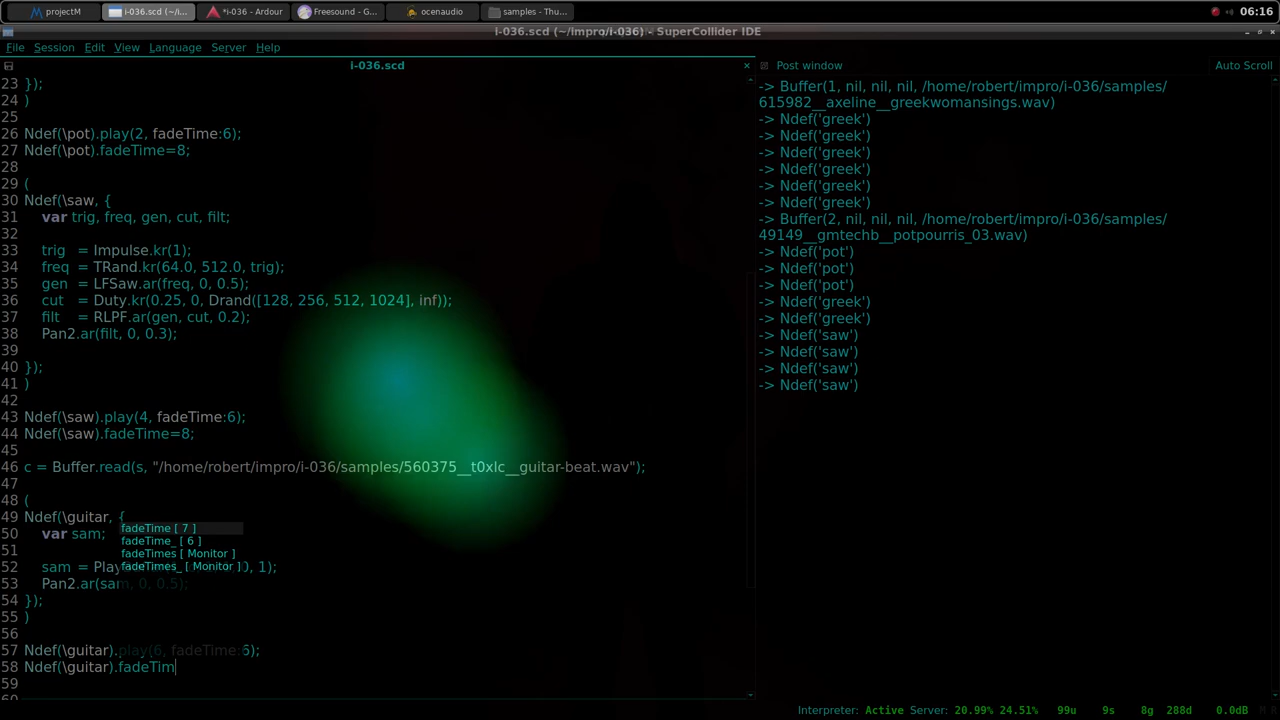 projectM
i-036.scd (~/i...
*i-036 - Ardour
Freesound - G...
ocenaudio
samples - Thu...
06:16
i-036.scd (~/impro/i-036) - SuperCollider IDE
File Session Edit View Language Server Help
i-036.scd
Post window
Auto Scroll
23 });
24 )
25
26 Ndef(\pot).play(2, fadeTime:6);
27 Ndef(\pot).fadeTime=8;
28
29 (
30 Ndef(\saw, {
31 var trig, freq, gen, cut, filt;
32
33 trig = Impulse.kr(1);
34 freq = TRand.kr(64.0, 512.0, trig);
35 gen = LFSaw.ar(freq, 0, 0.5);
36 cut = Duty.kr(0.25, 0, Drand([128, 256, 512, 1024], inf));
37 filt = RLPF.ar(gen, cut, 0.2);
38 Pan2.ar(filt, 0, 0.3);
39
40 });
41 )
42
43 Ndef(\saw).play(4, fadeTime:6);
44 Ndef(\saw).fadeTime=8;
45
46 c = Buffer.read(s, "/home/robert/impro/i-036/samples/560375__t0xlc__guitar-beat.wav");
47
48 (
49 Ndef(\guitar, {
50 var sam;
51
52 sam = Play ), 1);
53 Pan2.ar(sam, 0, 0.5);
54 });
55 )
56
57 Ndef(\guitar).play(6, fadeTime:6);
58 Ndef(\guitar).fadeTim
59
60
fadeTime [ 7 ]
fadeTime_ [ 6 ]
fadeTimes [ Monitor ]
fadeTimes_ [ Monitor ]
-> Buffer(1, nil, nil, nil, /home/robert/impro/i-036/samples/
615982__axeline__greekwomansings.wav)
-> Ndef('greek')
-> Ndef('greek')
-> Ndef('greek')
-> Ndef('greek')
-> Ndef('greek')
-> Ndef('greek')
-> Buffer(2, nil, nil, nil, /home/robert/impro/i-036/samples/
49149__gmtechb__potpourris_03.wav)
-> Ndef('pot')
-> Ndef('pot')
-> Ndef('pot')
-> Ndef('greek')
-> Ndef('greek')
-> Ndef('saw')
-> Ndef('saw')
-> Ndef('saw')
-> Ndef('saw')
Interpreter: Active Server: 20.99% 24.51% 99u 9s 8g 288d 0.0dB M R